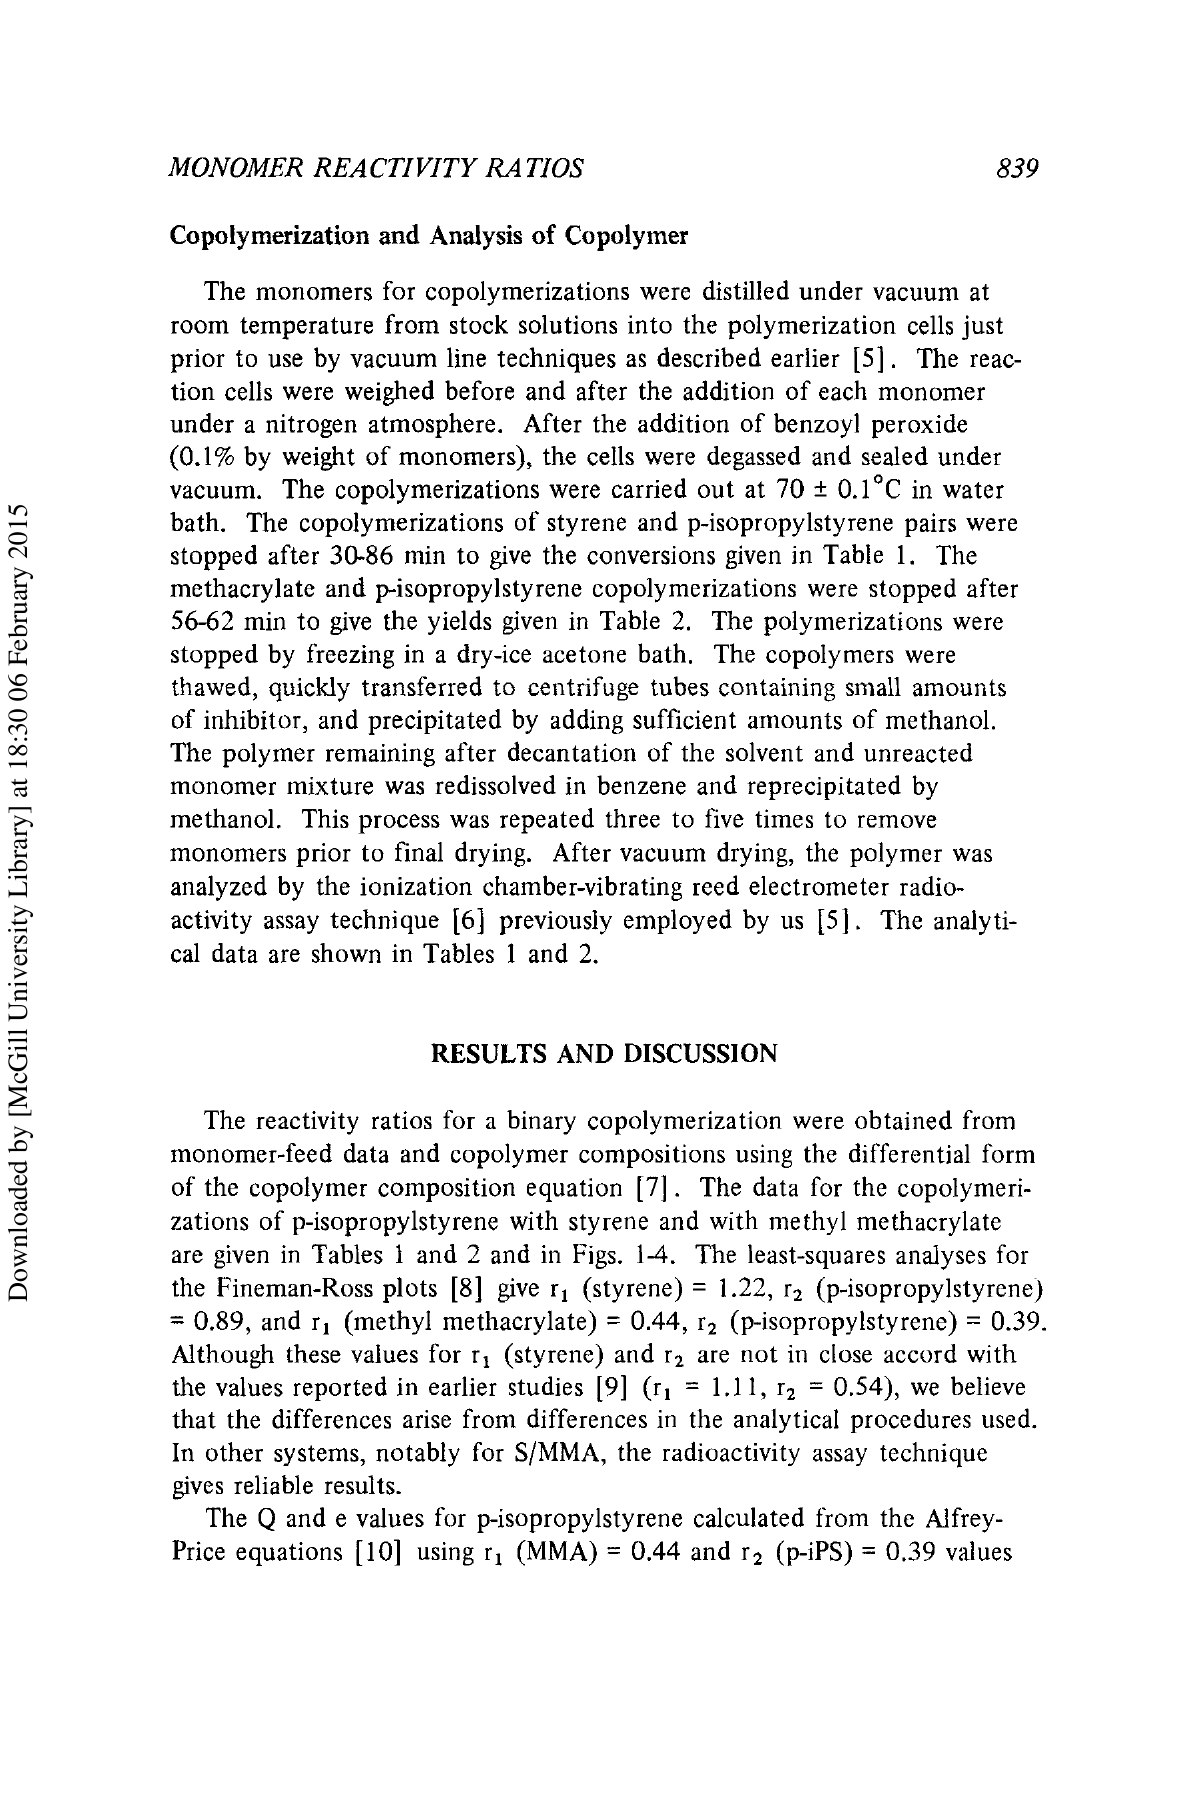 MONOMER REACTIVITY RATIOS 839
Copolymerization and Analysis of Copolymer
The monomers for copolymerizations were distilled under vacuum at
room temperature from stock solutions into the polymerization cells just
prior to use by vacuum line techniques as described earlier [5]. The reac-
tion cells were weighed before and after the addition of each monomer
under a nitrogen atmosphere. After the addition of benzoyl peroxide
(0.1% by weight of monomers), the cells were degassed and sealed under
vacuum. The copolymerizations were carried out at 70 ± 0.1°C in water
bath. The copolymerizations of styrene and p-isopropylstyrene pairs were
stopped after 30-86 min to give the conversions given in Table 1. The
methacrylate and p-isopropylstyrene copolymerizations were stopped after
56-62 min to give the yields given in Table 2. The polymerizations were
stopped by freezing in a dry-ice acetone bath. The copolymers were
thawed, quickly transferred to centrifuge tubes containing small amounts
of inhibitor, and precipitated by adding sufficient amounts of methanol.
The polymer remaining after decantation of the solvent and unreacted
monomer mixture was redissolved in benzene and reprecipitated by
methanol. This process was repeated three to five times to remove
monomers prior to final drying. After vacuum drying, the polymer was
analyzed by the ionization chamber-vibrating reed electrometer radio-
activity assay technique [6] previously employed by us [5]. The analyti-
cal data are shown in Tables 1 and 2.
RESULTS AND DISCUSSION
The reactivity ratios for a binary copolymerization were obtained from
monomer-feed data and copolymer compositions using the differential form
of the copolymer composition equation [7]. The data for the copolymeri-
zations of p-isopropylstyrene with styrene and with methyl methacrylate
are given in Tables 1 and 2 and in Figs. 1-4. The least-squares analyses for
the Fineman-Ross plots [8] give r₁ (styrene) = 1.22, r₂ (p-isopropylstyrene)
= 0.89, and r₁ (methyl methacrylate) = 0.44, r₂ (p-isopropylstyrene) = 0.39.
Although these values for r₁ (styrene) and r₂ are not in close accord with
the values reported in earlier studies [9] (r₁ = 1.11, r₂ = 0.54), we believe
that the differences arise from differences in the analytical procedures used.
In other systems, notably for S/MMA, the radioactivity assay technique
gives reliable results.
The Q and e values for p-isopropylstyrene calculated from the Alfrey-
Price equations [10] using r₁ (MMA) = 0.44 and r₂ (p-iPS) = 0.39 values
Downloaded by [McGill University Library] at 18:30 06 February 2015